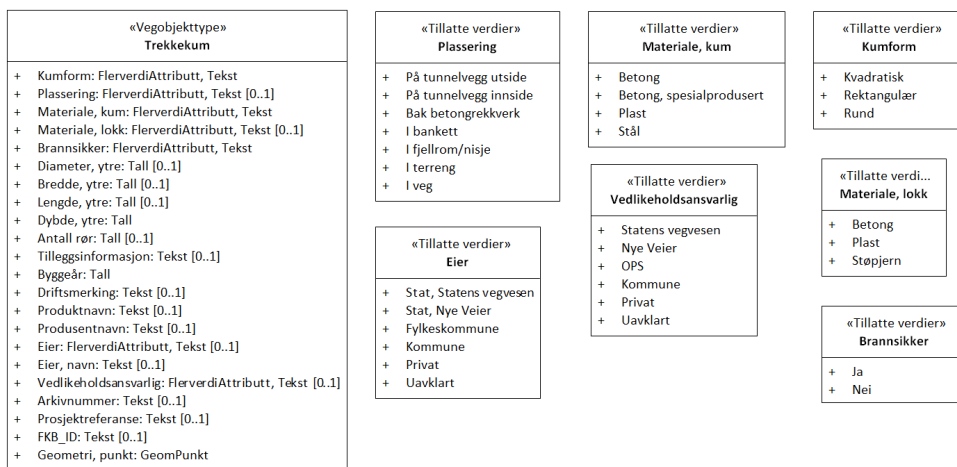 «Vegobjekttype»
Trekkekum
+ Kumform: FlerverdiAttributt, Tekst
+ Plassering: FlerverdiAttributt, Tekst [0..1]
+ Materiale, kum: FlerverdiAttributt, Tekst
+ Materiale, lokk: FlerverdiAttributt, Tekst [0..1]
+ Brannsikker: FlerverdiAttributt, Tekst
+ Diameter, ytre: Tall [0..1]
+ Bredde, ytre: Tall [0..1]
+ Lengde, ytre: Tall [0..1]
+ Dybde, ytre: Tall
+ Antall rør: Tall [0..1]
+ Tilleggsinformasjon: Tekst [0..1]
+ Byggeår: Tall
+ Driftsmerking: Tekst [0..1]
+ Produktnavn: Tekst [0..1]
+ Produsentnavn: Tekst [0..1]
+ Eier: FlerverdiAttributt, Tekst [0..1]
+ Eier, navn: Tekst [0..1]
+ Vedlikeholdsansvarlig: FlerverdiAttributt, Tekst [0..1]
+ Arkivnummer: Tekst [0..1]
+ Prosjektreferanse: Tekst [0..1]
+ FKB_ID: Tekst [0..1]
+ Geometri, punkt: GeomPunkt
«Tillatte verdier»
Plassering
+ På tunnelvegg utside
+ På tunnelvegg innside
+ Bak betongrekkverk
+ I bankett
+ I fjellrom/nisje
+ I terreng
+ I veg
«Tillatte verdier»
Eier
+ Stat, Statens vegvesen
+ Stat, Nye Veier
+ Fylkeskommune
+ Kommune
+ Privat
+ Uavklart
«Tillatte verdier»
Materiale, kum
+ Betong
+ Betong, spesialprodusert
+ Plast
+ Stål
«Tillatte verdier»
Vedlikeholdsansvarlig
+ Statens vegvesen
+ Nye Veier
+ OPS
+ Kommune
+ Privat
+ Uavklart
«Tillatte verdier»
Kumform
+ Kvadratisk
+ Rektangulær
+ Rund
«Tillatte verdi...
Materiale, lokk
+ Betong
+ Plast
+ Støpjern
«Tillatte verdier»
Brannsikker
+ Ja
+ Nei